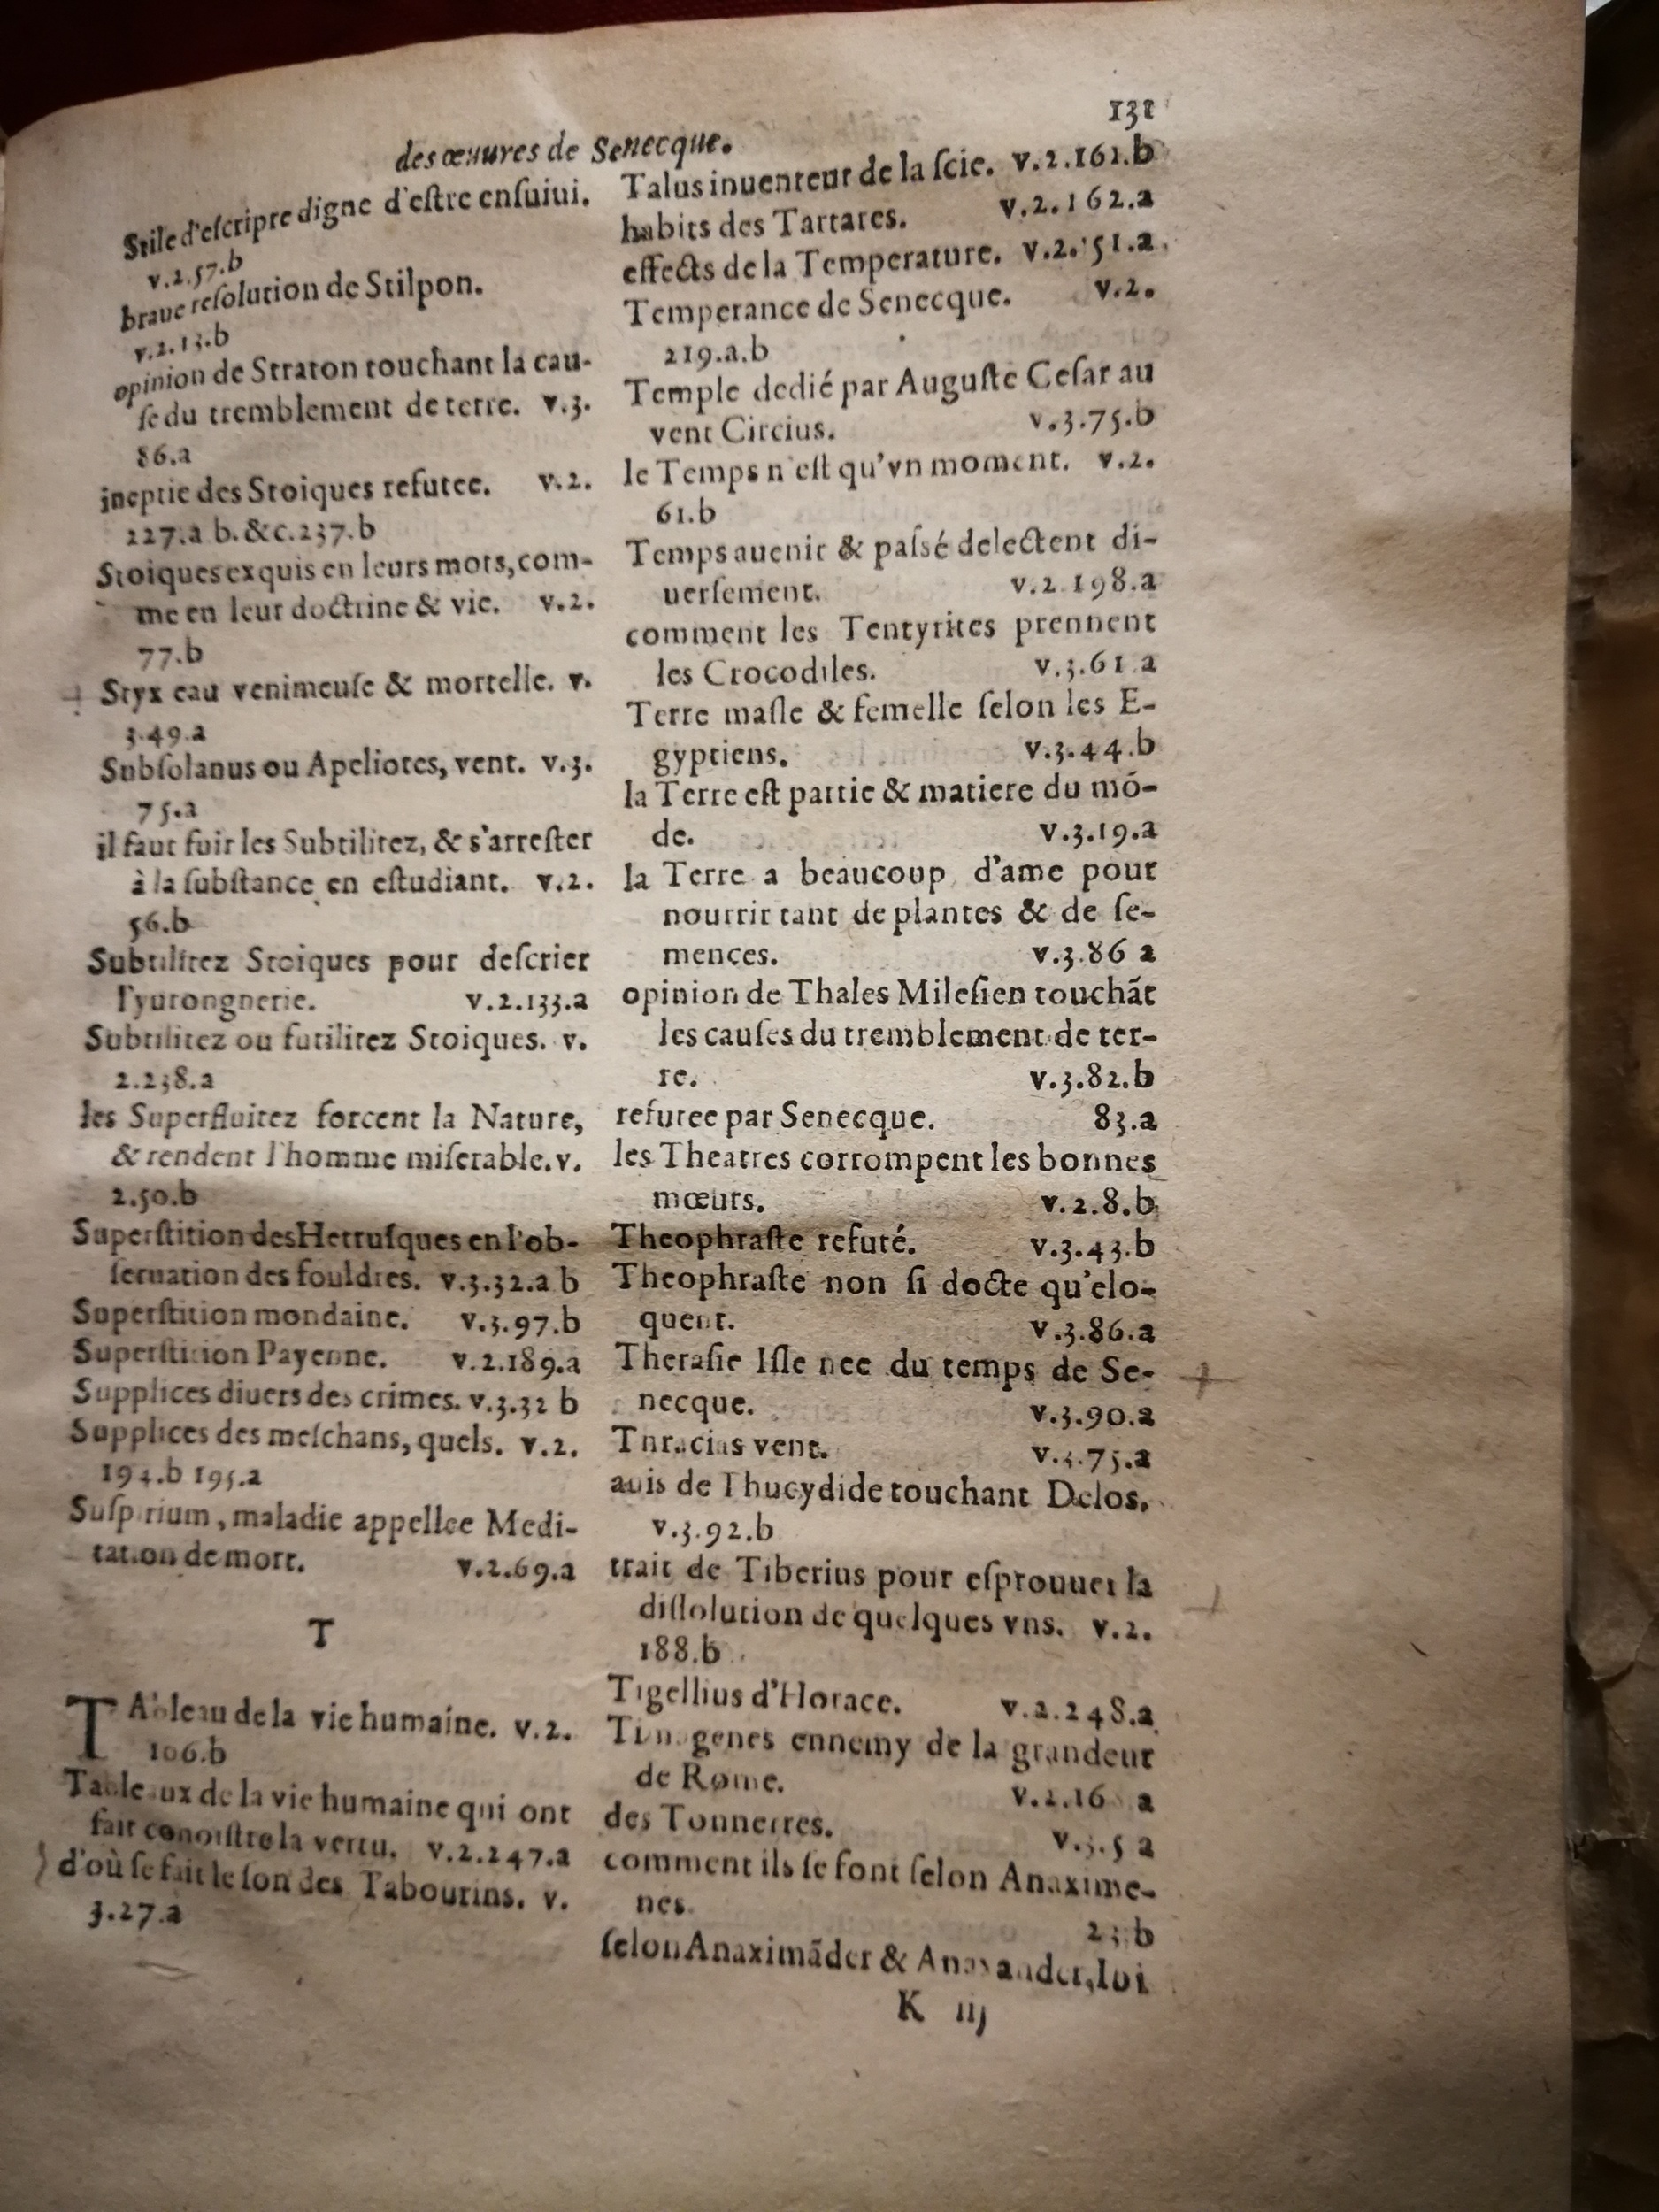 131
des œuures de Senecque.
Stile d'eſcripre digne d'eſtre enſuiui.
v.2.57.b
braue reſolution de Stilpon.
v.2.13.b
opinion de Straton touchant la cau-
ſe du tremblement de terre. v.3.
86.a
ineptie des Stoiques refutee. v.2.
227.a b.&c.237.b
Stoiques exquis en leurs mots, com-
me en leur doctrine & vie. v.2.
77.b
Styx eau venimeuſe & mortelle. v.
3.49.a
Subſolanus ou Apeliotes, vent. v.3.
75.a
il faut fuir les Subtilitez, & s'arreſter
à la ſubſtance en eſtudiant. v.2.
56.b
Subtilitez Stoiques pour deſcrier
l'yurongnerie. v.2.133.a
Subtilitez ou futilitez Stoiques. v.
2.238.a
les Superfluitez forcent la Nature,
& rendent l'homme miſerable. v.
2.50.b
Superſtition des Hetruſques en l'ob-
ſeruation des fouldres. v.3.32.a b
Superſtition mondaine. v.3.97.b
Superſtition Payenne. v.2.189.a
Supplices diuers des crimes. v.3.32 b
Supplices des meſchans, quels. v.2.
194.b 195.a
Suſpirium, maladie appellee Medi-
tation de mort. v.2.69.a
T
TAbleau de la vie humaine. v.2.
106.b
Tableaux de la vie humaine qui ont
fait conoiſtre la vertu. v.2.247.a
d'où ſe fait le ſon des Tabourins. v.
3.27.a
Talus inuenteur de la ſcie. v.2.161.b
habits des Tartares. v.2.162.a
effects de la Temperature. v.2.51.a
Temperance de Senecque. v.2.
219.a.b
Temple dedié par Auguſte Ceſar au
vent Circius. v.3.75.b
le Temps n'eſt qu'vn moment. v.2.
61.b
Temps auenir & paſsé delectent di-
uerſement. v.2.198.a
comment les Tentyrites prennent
les Crocodiles. v.3.61.a
Terre maſle & femelle ſelon les E-
gyptiens. v.3.44.b
la Terre eſt partie & matiere du mõ-
de. v.3.19.a
la Terre a beaucoup d'ame pour
nourrir tant de plantes & de ſe-
mences. v.3.86 a
opinion de Thales Mileſien touchãt
les cauſes du tremblement de ter-
re. v.3.82.b
refutee par Senecque. 83.a
les Theatres corrompent les bonnes
mœurs. v.2.8.b
Theophraſte refuté. v.3.43.b
Theophraſte non ſi docte qu'elo-
quent. v.3.86.a
Theraſie Iſle nee du temps de Se-
necque. v.3.90.a
Thracias vent. v.3.75.a
auis de Thucydide touchant Delos.
v.3.92.b
trait de Tiberius pour eſprouuer la
diſſolution de quelques vns. v.2.
188.b
Tigellius d'Horace. v.2.248.a
Timogenes ennemy de la grandeur
de Rome. v.2.16 a
des Tonnerres. v.3.5 a
comment ils ſe font ſelon Anaxime-
nes. 23.b
ſelon Anaximãder & Anaxander, Ibi
K iij